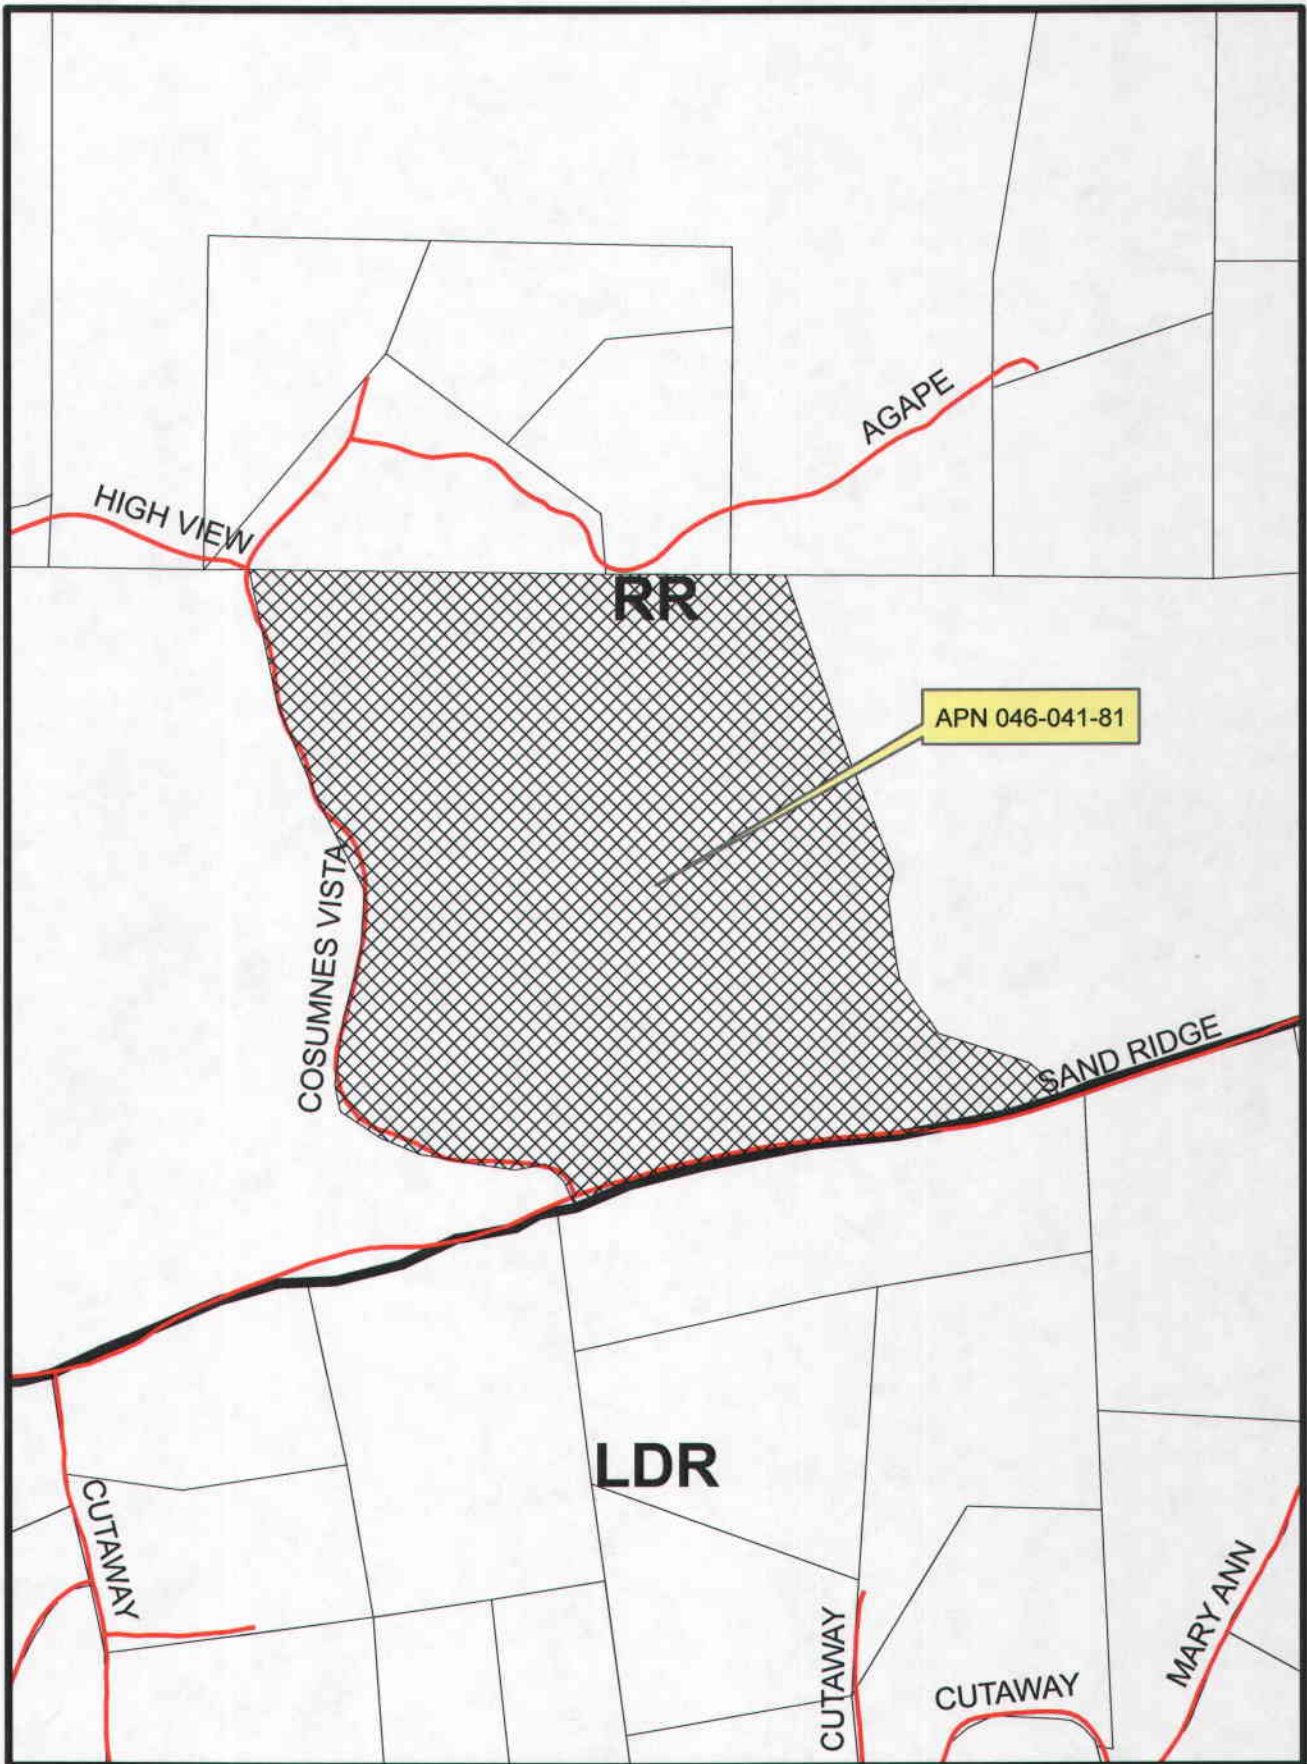 AGAPE
HIGH VIEW
RR
APN 046-041-81
COSUMNES VISTA
SAND RIDGE
LDR
CUTAWAY
CUTAWAY
CUTAWAY
MARY ANN